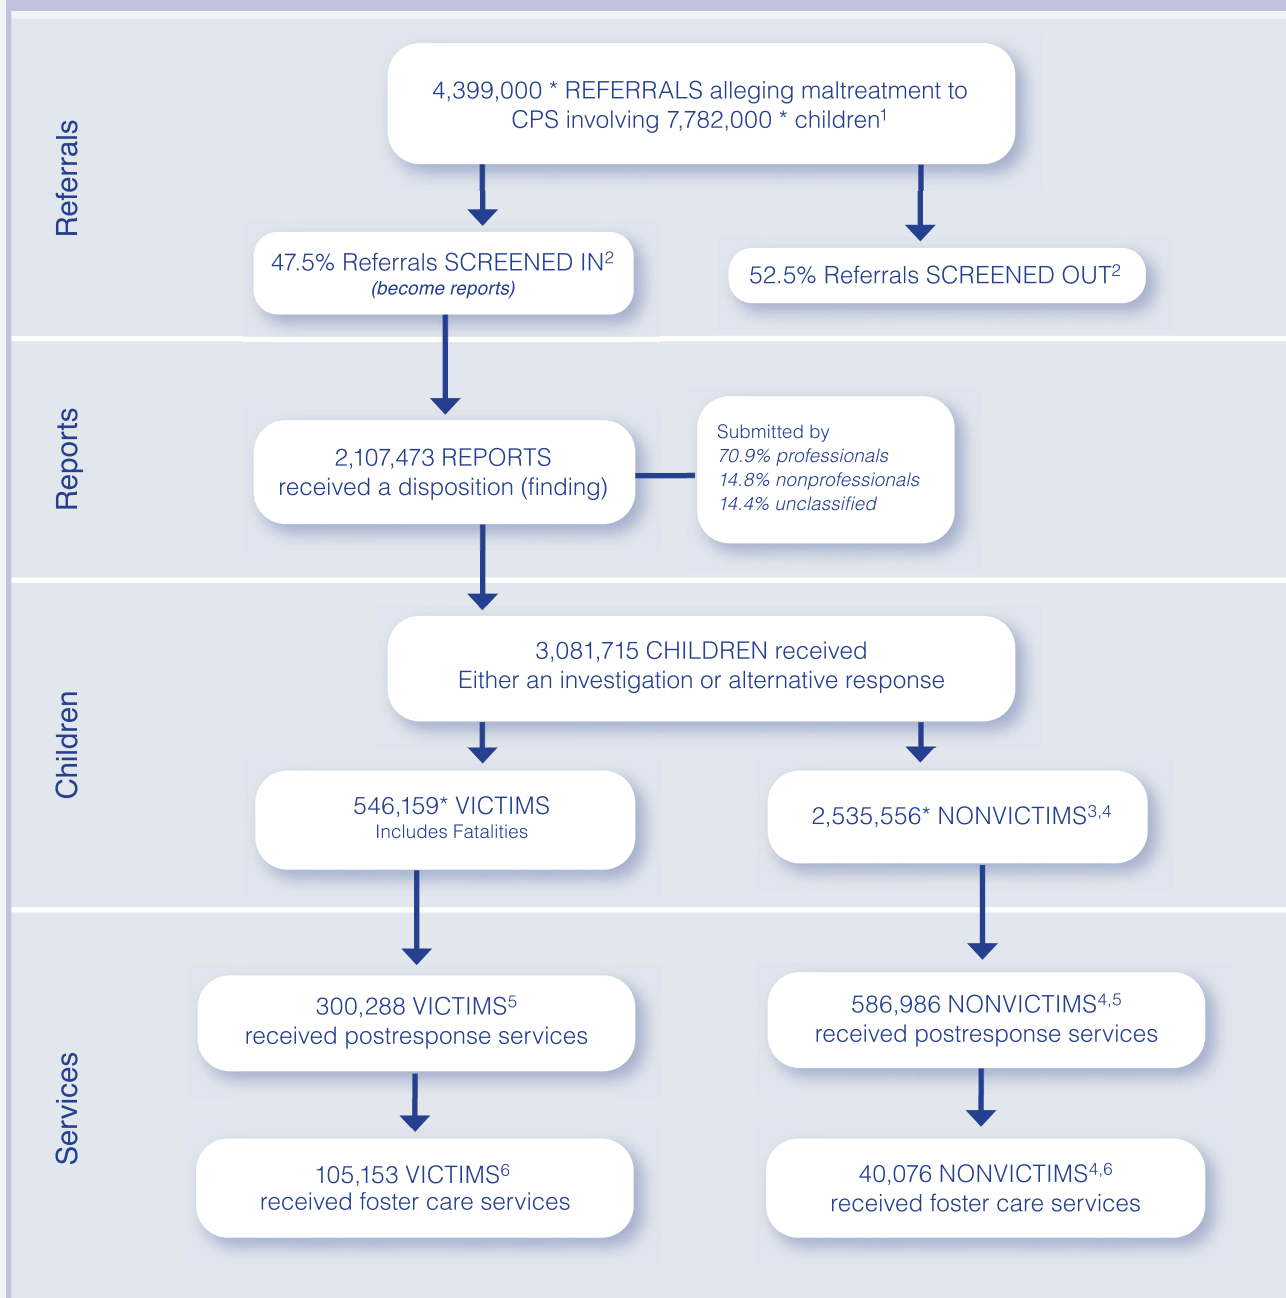 Referrals
4,399,000 * REFERRALS alleging maltreatment to
CPS involving 7,782,000 * children1
47.5% Referrals SCREENED IN2
(become reports)
52.5% Referrals SCREENED OUT2
Reports
2,107,473 REPORTS
received a disposition (finding)
Submitted by
70.9% professionals
14.8% nonprofessionals
14.4% unclassified
Children
3,081,715 CHILDREN received
Either an investigation or alternative response
546,159* VICTIMS
Includes Fatalities
2,535,556* NONVICTIMS3,4
Services
300,288 VICTIMS5
received postresponse services
586,986 NONVICTIMS4,5
received postresponse services
105,153 VICTIMS6
received foster care services
40,076 NONVICTIMS4,6
received foster care services